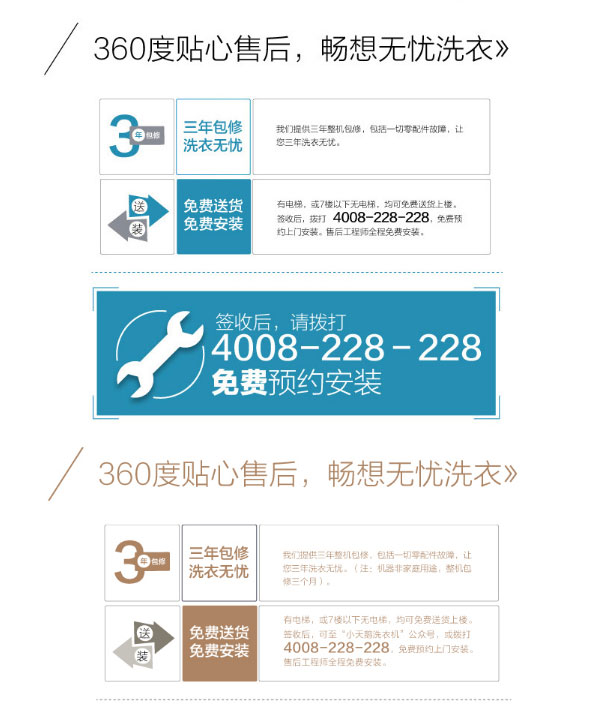 360度贴心售后，畅想无忧洗衣》
3年包修
三年包修
洗衣无忧
我们提供三年整机包修，包括一切零配件故障，让
您三年洗衣无忧。
送
装
免费送货
免费安装
有电梯，或7楼以下无电梯，均可免费送货上楼。
签收后，拨打 4008-228-228，免费预
约上门安装。售后工程师全程免费安装。
签收后，请拨打
4008-228-228
免费预约安装
360度贴心售后，畅想无忧洗衣》
3年包修
三年包修
洗衣无忧
我们提供三年整机包修，包括一切零配件故障，让
您三年洗衣无忧。（注：机器非家庭用途，整机包
修三个月）。
送
装
免费送货
免费安装
有电梯，或7楼以下无电梯，均可免费送货上楼。
签收后，可至“小天鹅洗衣机”公众号，或拨打
4008-228-228，免费预约上门安装。
售后工程师全程免费安装。